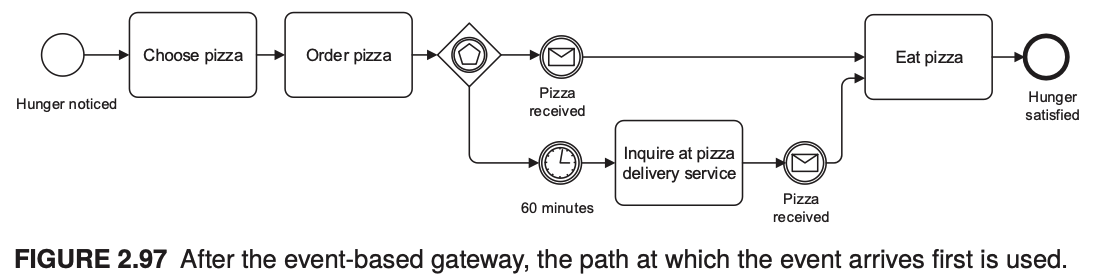 Hunger noticed
Choose pizza
Order pizza
Pizza
received
60 minutes
Inquire at pizza
delivery service
Pizza
received
Eat pizza
Hunger
satisfied
FIGURE 2.97 After the event-based gateway, the path at which the event arrives first is used.